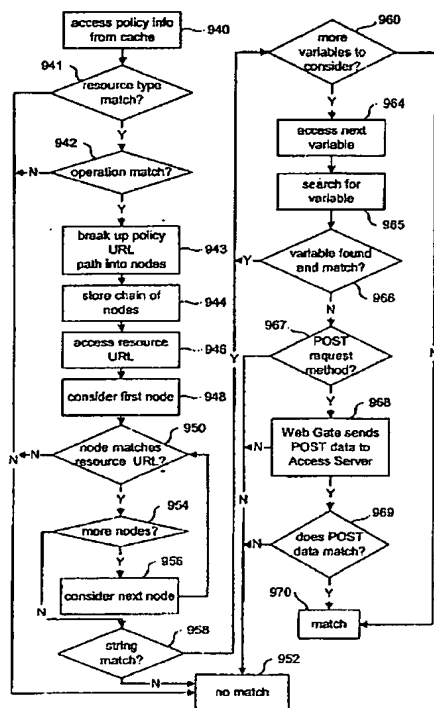 access policy info
from cache
940
941
resource type
match?
Y
942
N
operation match?
Y
break up policy
URL
path into nodes
943
store chain of
nodes
944
access resource
URL
946
consider first node
948
950
N
node matches
resource URL?
Y
954
more nodes?
Y
956
consider next node
N
N
958
string
match?
Y
N
952
no match
960
more
variables to
consider?
Y
964
access next
variable
search for
variable
965
Y
variable found
and match?
966
N
967
POST
request
method?
Y
968
Web Gate sends
POST data to
Access Server
N
N
Y
969
N
does POST
data match?
Y
970
match